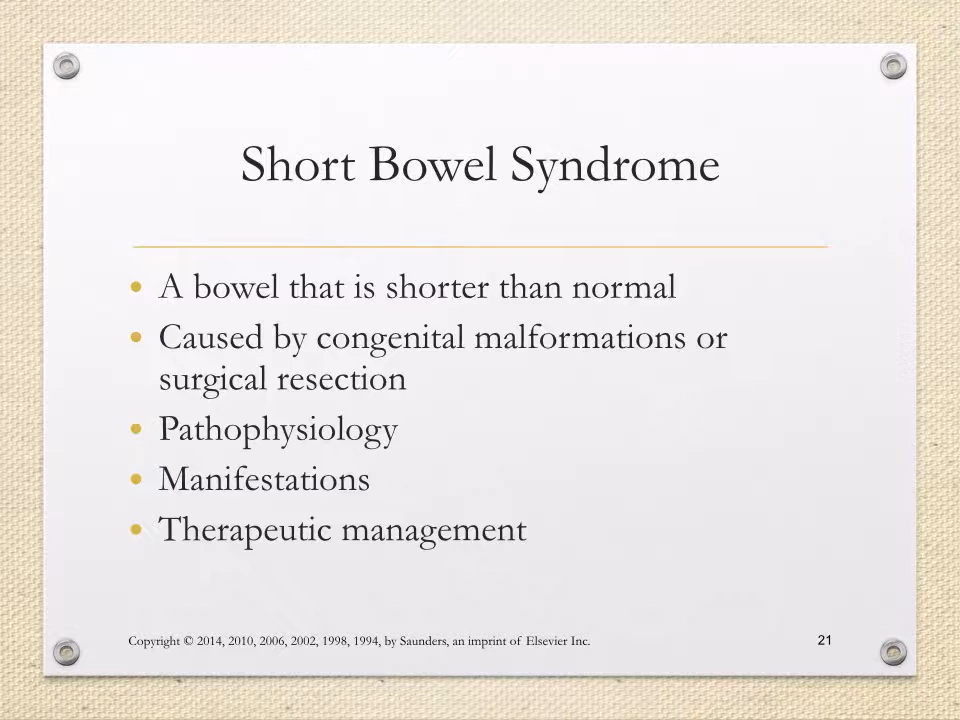 Short Bowel Syndrome
• A bowel that is shorter than normal
• Caused by congenital malformations or
surgical resection
• Pathophysiology
• Manifestations
• Therapeutic management
Copyright © 2014, 2010, 2006, 2002, 1998, 1994, by Saunders, an imprint of Elsevier Inc.
21